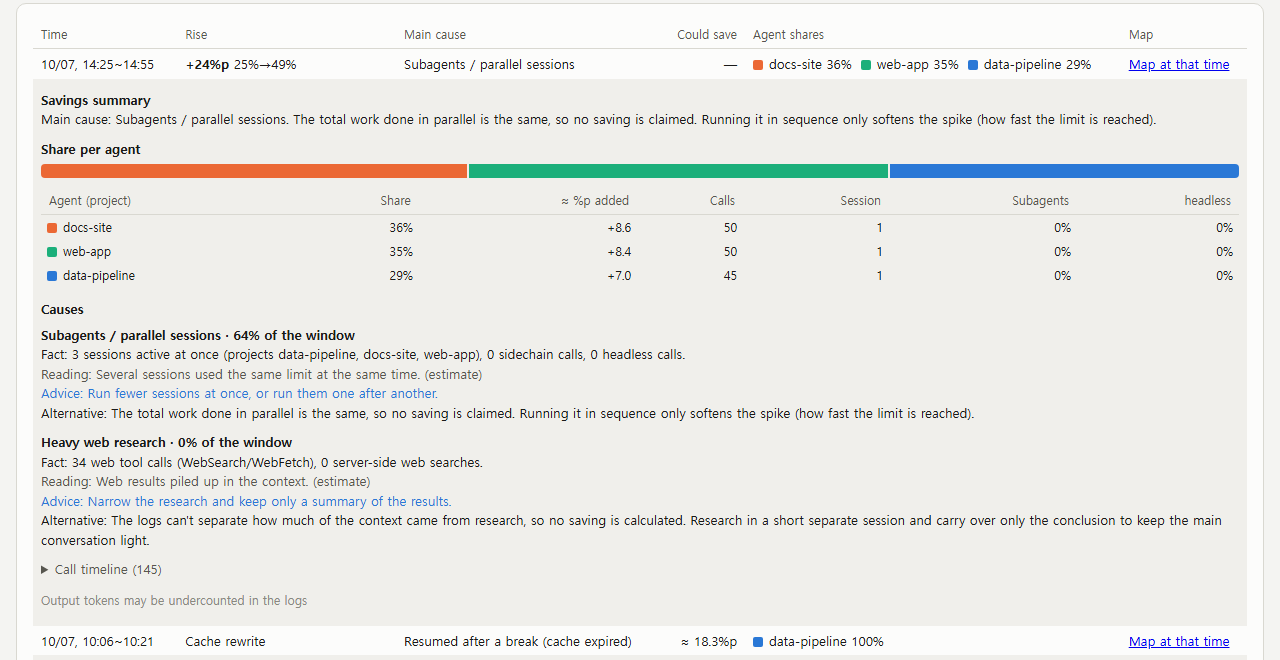 Time Rise Main cause Could save Agent shares Map
10/07, 14:25~14:55 +24%p 25%→49% Subagents / parallel sessions — docs-site 36% web-app 35% data-pipeline 29% Map at that time
Savings summary
Main cause: Subagents / parallel sessions. The total work done in parallel is the same, so no saving is claimed. Running it in sequence only softens the spike (how fast the limit is reached).
Share per agent
Agent (project) Share ≈ %p added Calls Session Subagents headless
docs-site 36% +8.6 50 1 0% 0%
web-app 35% +8.4 50 1 0% 0%
data-pipeline 29% +7.0 45 1 0% 0%
Causes
Subagents / parallel sessions · 64% of the window
Fact: 3 sessions active at once (projects data-pipeline, docs-site, web-app), 0 sidechain calls, 0 headless calls.
Reading: Several sessions used the same limit at the same time. (estimate)
Advice: Run fewer sessions at once, or run them one after another.
Alternative: The total work done in parallel is the same, so no saving is claimed. Running it in sequence only softens the spike (how fast the limit is reached).
Heavy web research · 0% of the window
Fact: 34 web tool calls (WebSearch/WebFetch), 0 server-side web searches.
Reading: Web results piled up in the context. (estimate)
Advice: Narrow the research and keep only a summary of the results.
Alternative: The logs can't separate how much of the context came from research, so no saving is calculated. Research in a short separate session and carry over only the conclusion to keep the main
conversation light.
▶ Call timeline (145)
Output tokens may be undercounted in the logs
10/07, 10:06~10:21 Cache rewrite Resumed after a break (cache expired) ≈ 18.3%p data-pipeline 100% Map at that time